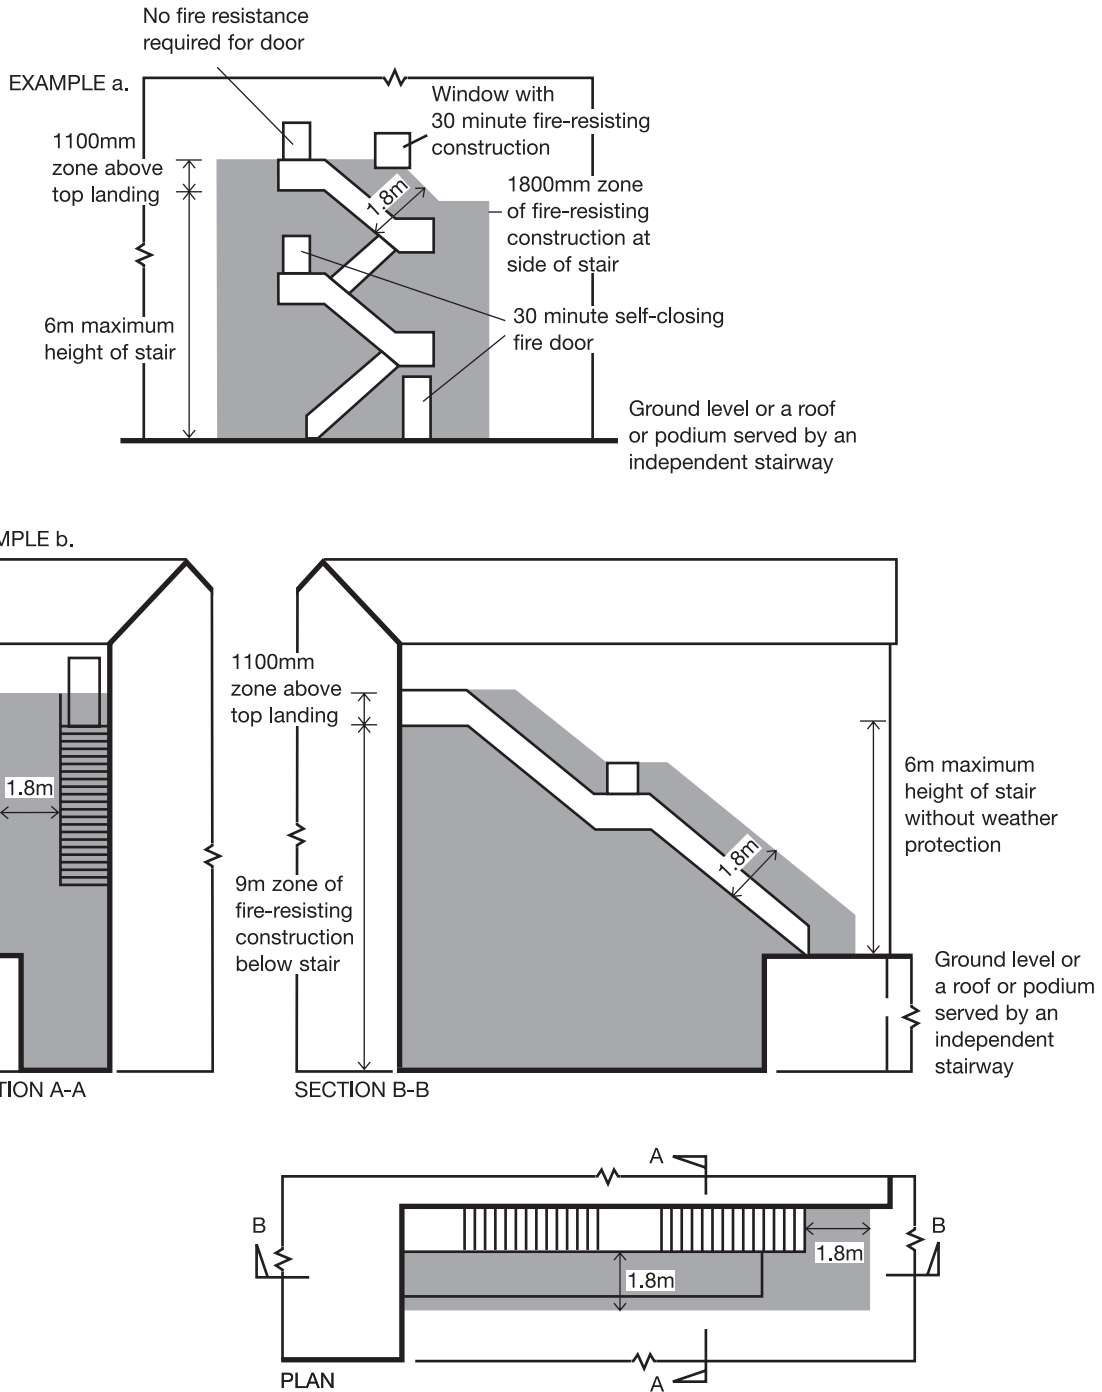 No fire resistance
required for door
EXAMPLE a.
Window with
30 minute fire-resisting
construction
1100mm
zone above
top landing
1.8m
1800mm zone
of fire-resisting
construction at
side of stair
6m maximum
height of stair
30 minute self-closing
fire door
Ground level or a roof
or podium served by an
independent stairway
MPLE b.
1100mm
zone above
top landing
1.8m
6m maximum
height of stair
without weather
protection
1.8m
9m zone of
fire-resisting
construction
below stair
Ground level or
a roof or podium
served by an
independent
stairway
TION A-A
SECTION B-B
A
B
B
1.8m
1.8m
PLAN
A